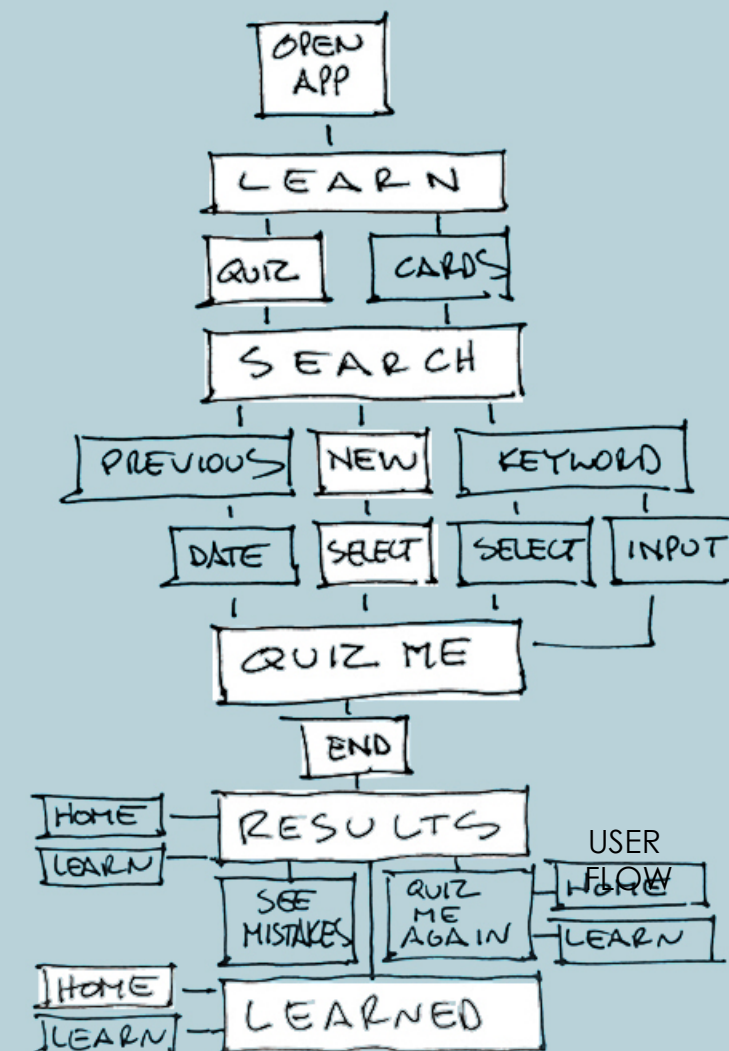 OPEN
APP
LEARN
QUIZ CARDS
SEARCH
PREVIOUS NEW KEYWORD
DATE SELECT SELECT INPUT
QUIZ ME
END
HOME RESULTS
LEARN
USER
FLOW
SEE
MISTAKES
QUIZ
ME
AGAIN
HOME
LEARN
HOME
LEARN
LEARNED